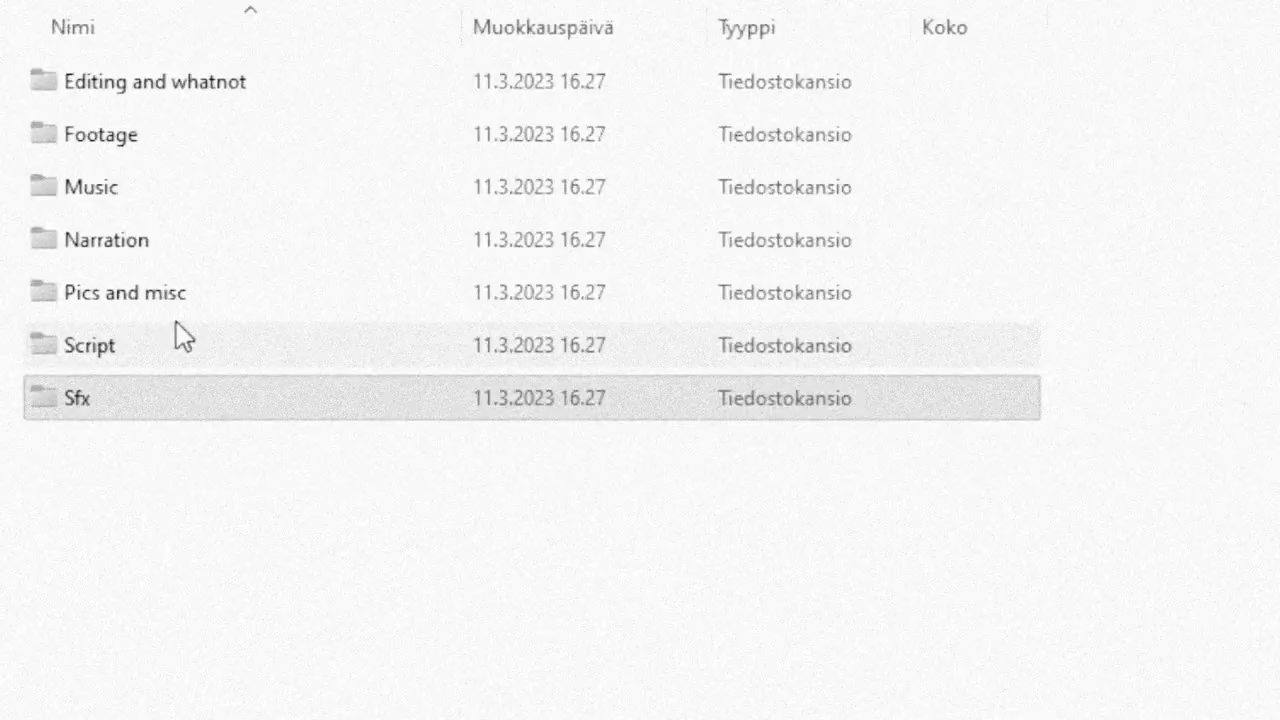 Nimi Muokkauspäivä Tyyppi Koko
Editing and whatnot 11.3.2023 16.27 Tiedostokansio
Footage 11.3.2023 16.27 Tiedostokansio
Music 11.3.2023 16.27 Tiedostokansio
Narration 11.3.2023 16.27 Tiedostokansio
Pics and misc 11.3.2023 16.27 Tiedostokansio
Script 11.3.2023 16.27 Tiedostokansio
Sfx 11.3.2023 16.27 Tiedostokansio